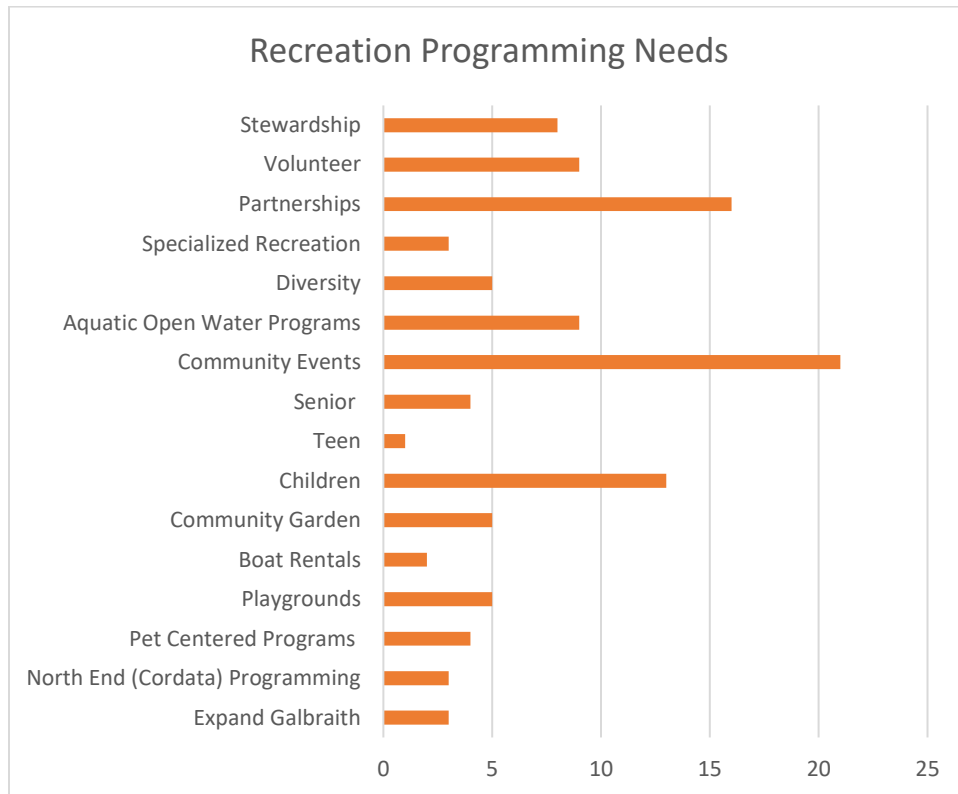 Recreation Programming Needs
Stewardship
Volunteer
Partnerships
Specialized Recreation
Diversity
Aquatic Open Water Programs
Community Events
Senior
Teen
Children
Community Garden
Boat Rentals
Playgrounds
Pet Centered Programs
North End (Cordata) Programming
Expand Galbraith
0 5 10 15 20 25